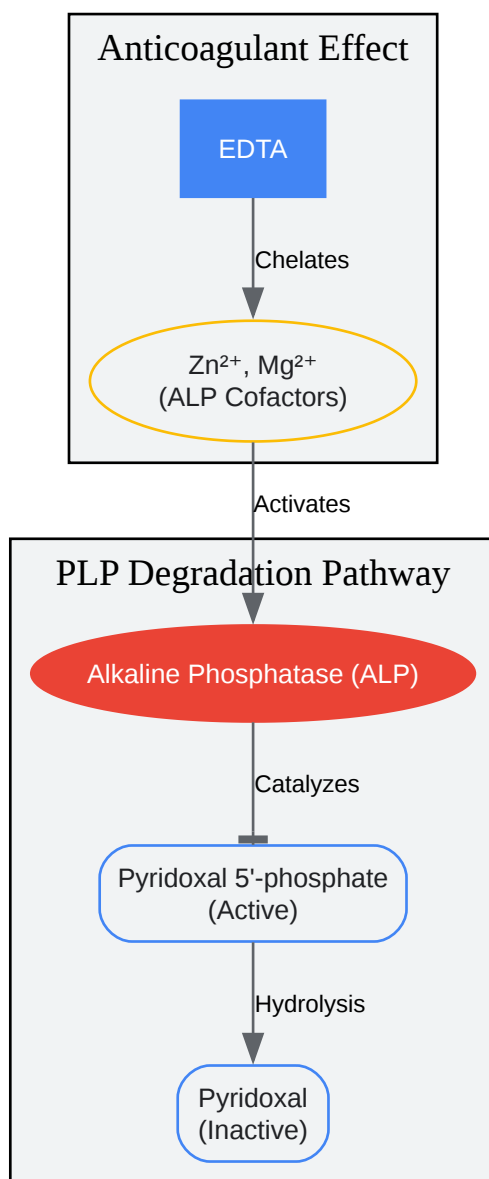 Anticoagulant Effect
EDTA
Chelates
Zn²⁺, Mg²⁺
(ALP Cofactors)
Activates
PLP Degradation Pathway
Alkaline Phosphatase (ALP)
Catalyzes
Pyridoxal 5'-phosphate
(Active)
Hydrolysis
Pyridoxal
(Inactive)